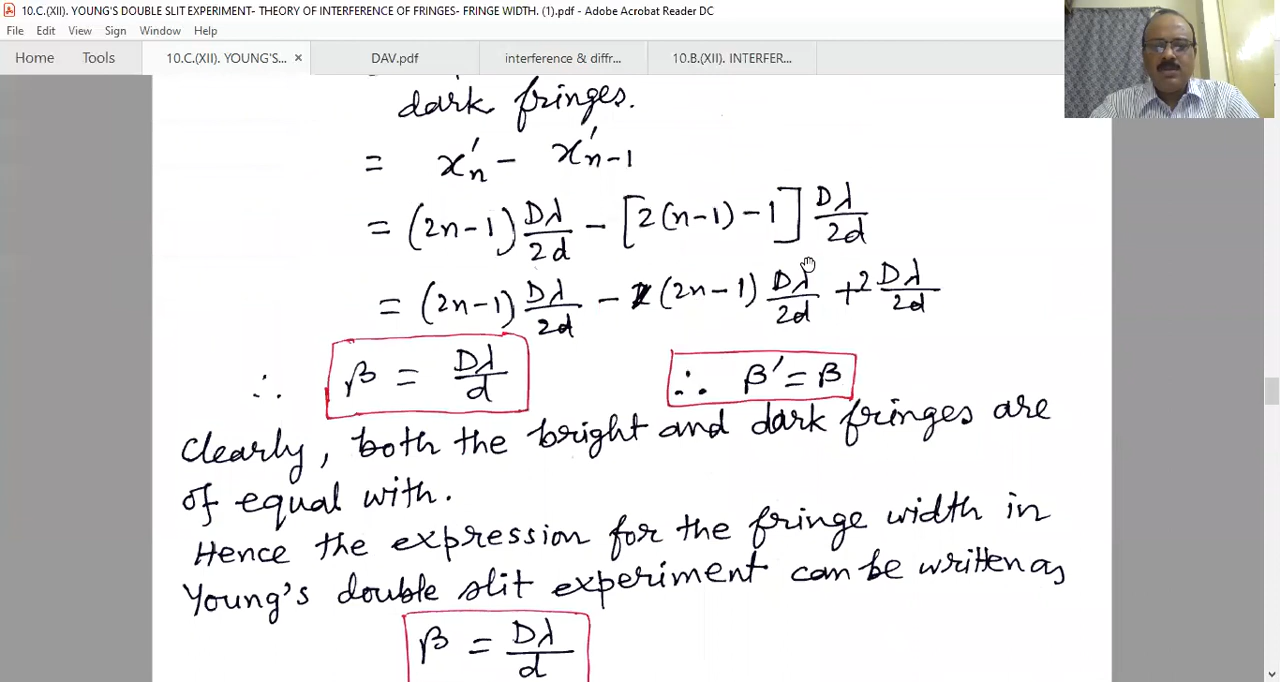 10.C.(XII). YOUNG'S DOUBLE SLIT EXPERIMENT- THEORY OF INTERFERENCE OF FRINGES- FRINGE WIDTH. (1).pdf - Adobe Acrobat Reader DC
File Edit View Sign Window Help
Home Tools 10.C.(XII). YOUNG'S... × DAV.pdf interference & diffr... 10.B.(XII). INTERFER...
dark fringes.
= x'n - x'n-1
= (2n-1) Dλ/2d - [2(n-1)-1] Dλ/2d
= (2n-1) Dλ/2d - (2n-1) Dλ/2d + 2 Dλ/2d
∴ β = Dλ/d ∴ β' = β
Clearly, both the bright and dark fringes are
of equal with.
Hence the expression for the fringe width in
Young's double slit experiment can be written as
β = Dλ/d